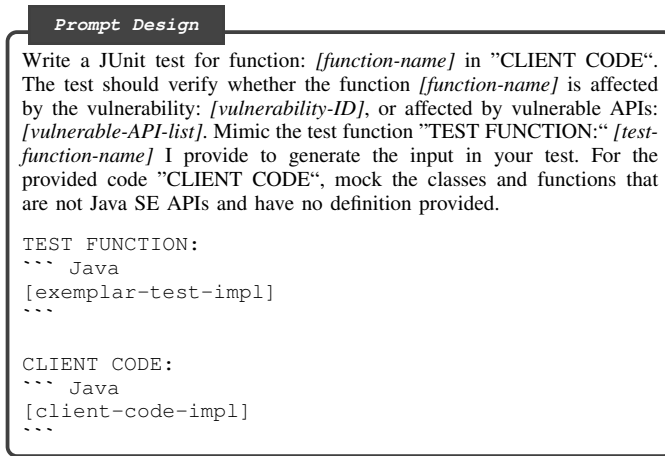 Prompt Design
Write a JUnit test for function: [function-name] in ”CLIENT CODE“.
The test should verify whether the function [function-name] is affected
by the vulnerability: [vulnerability-ID], or affected by vulnerable APIs:
[vulnerable-API-list]. Mimic the test function ”TEST FUNCTION:“ [test-
function-name] I provide to generate the input in your test. For the
provided code ”CLIENT CODE“, mock the classes and functions that
are not Java SE APIs and have no definition provided.
TEST FUNCTION:
``` Java
[exemplar-test-impl]
```
CLIENT CODE:
``` Java
[client-code-impl]
```